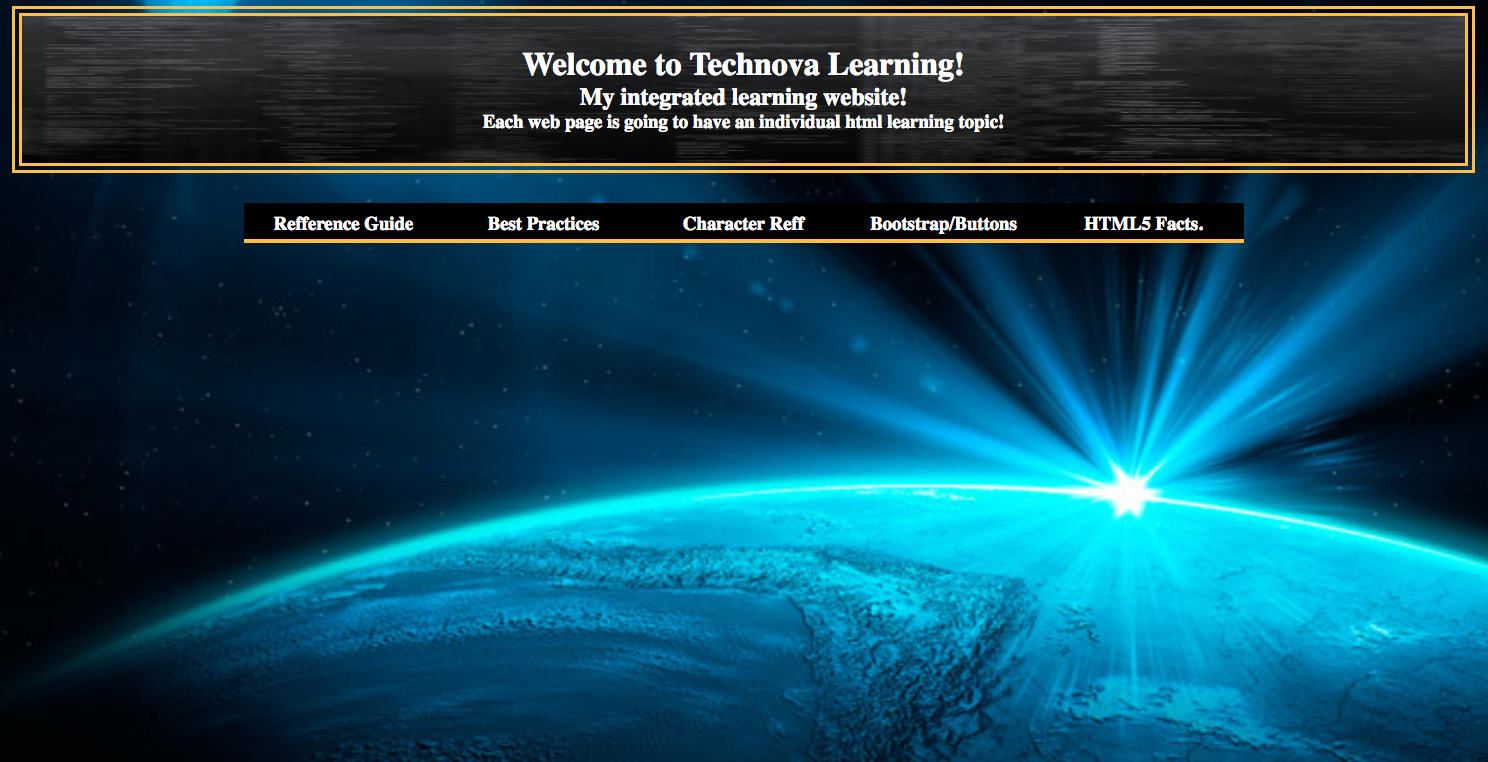 Welcome to Technova Learning!
My integrated learning website!
Each web page is going to have an individual html learning topic!
Refference Guide Best Practices Character Reff Bootstrap/Buttons HTML5 Facts.